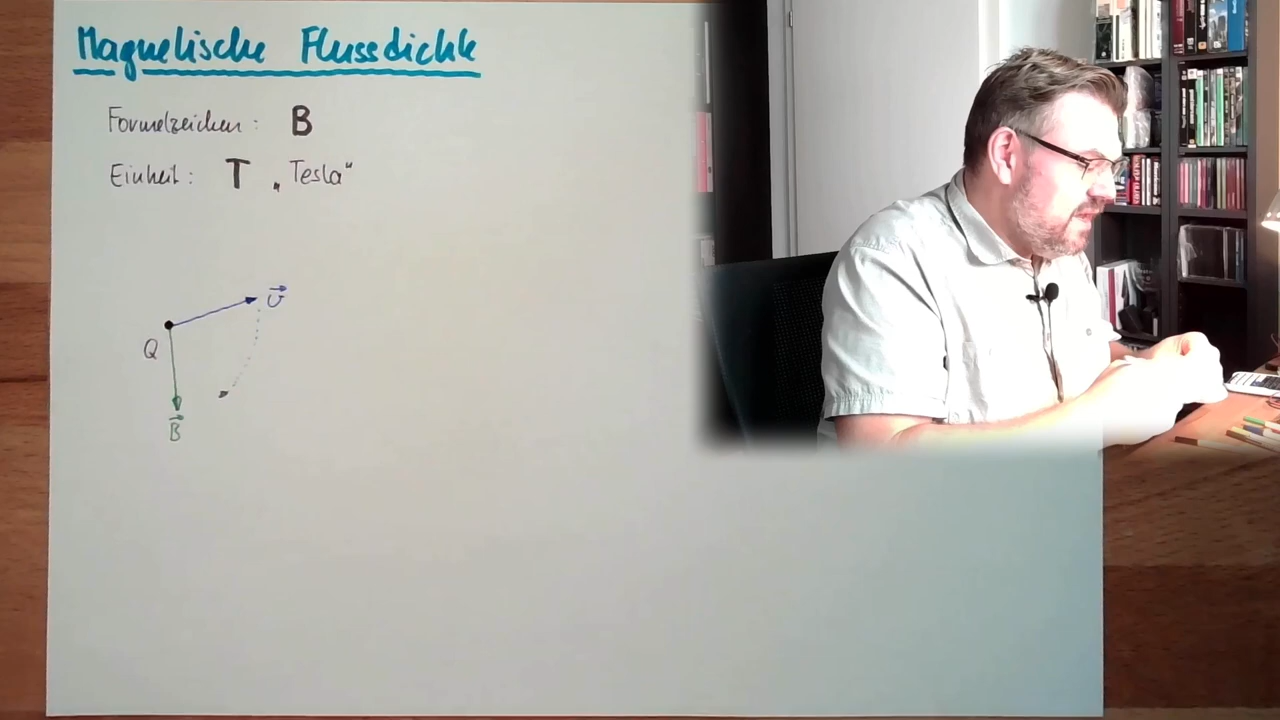 Magnetische Flussdichte
Formelzeichen: B
Einheit: T „Tesla“
v⃗
Q
B⃗